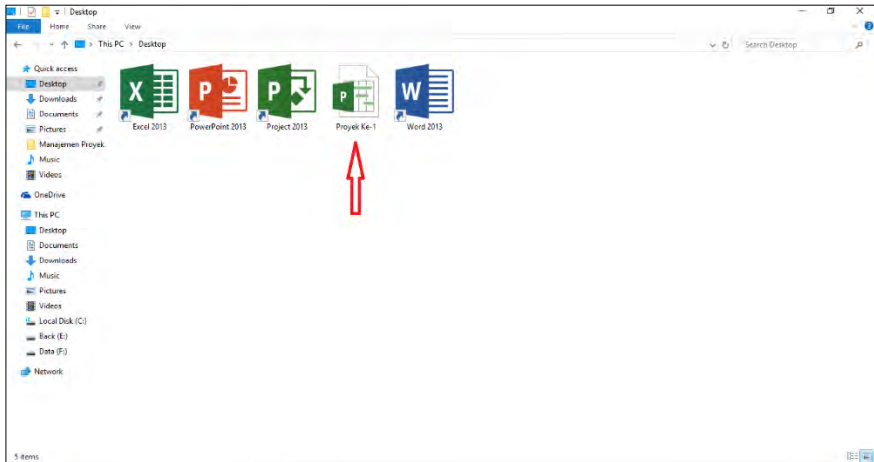 Desktop
File Home Share View
This PC > Desktop
Search Desktop
Quick access
Desktop
Downloads
Documents
Pictures
Manajemen Proyek
Music
Videos
OneDrive
This PC
Desktop
Documents
Downloads
Music
Pictures
Videos
Local Disk (C:)
Back (E:)
Data (F:)
Network
Excel 2013
PowerPoint 2013
Project 2013
Proyek Ke-1
Word 2013
5 items